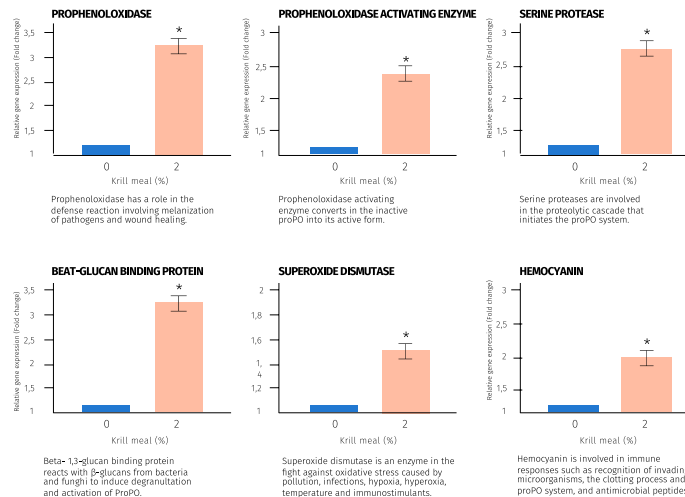 PROPHENOLOXIDASE
Relative gene expression (Fold change)
3,5
3
2,5
2
1,5
1
0
2
*
Krill meal (%)
Prophenoloxidase has a role in the
defense reaction involving melanization
of pathogens and wound healing.
PROPHENOLOXIDASE ACTIVATING ENZYME
Relative gene expression (Fold change)
3
2,5
2
1,5
1
0
2
*
Krill meal (%)
Prophenoloxidase activating
enzyme converts in the inactive
proPO into its active form.
SERINE PROTEASE
Relative gene expression (Fold change)
3
2,5
2
1,5
1
0
2
*
Krill meal (%)
Serine proteases are involved
in the proteolytic cascade that
initiates the proPO system.
BEAT-GLUCAN BINDING PROTEIN
Relative gene expression (Fold change)
3,5
3
2,5
2
1,5
1
0
2
*
Krill meal (%)
Beta- 1,3-glucan binding protein
reacts with β-glucans from bacteria
and funghi to induce degranultation
and activation of ProPO.
SUPEROXIDE DISMUTASE
2
1,8
1,6
1,
4
1,2
1
0
2
*
Krill meal (%)
Superoxide dismutase is an enzyme in the
fight against oxidative stress caused by
pollution, infections, hypoxia, hyperoxia,
temperature and immunostimulants.
HEMOCYANIN
Relative gene expression (Fold change)
3
2,5
2
1,5
1
0
2
*
Krill meal (%)
Hemocyanin is involved in immune
responses such as recognition of invadin
microorganisms, the clotting process and
proPO system, and antimicrobial peptide